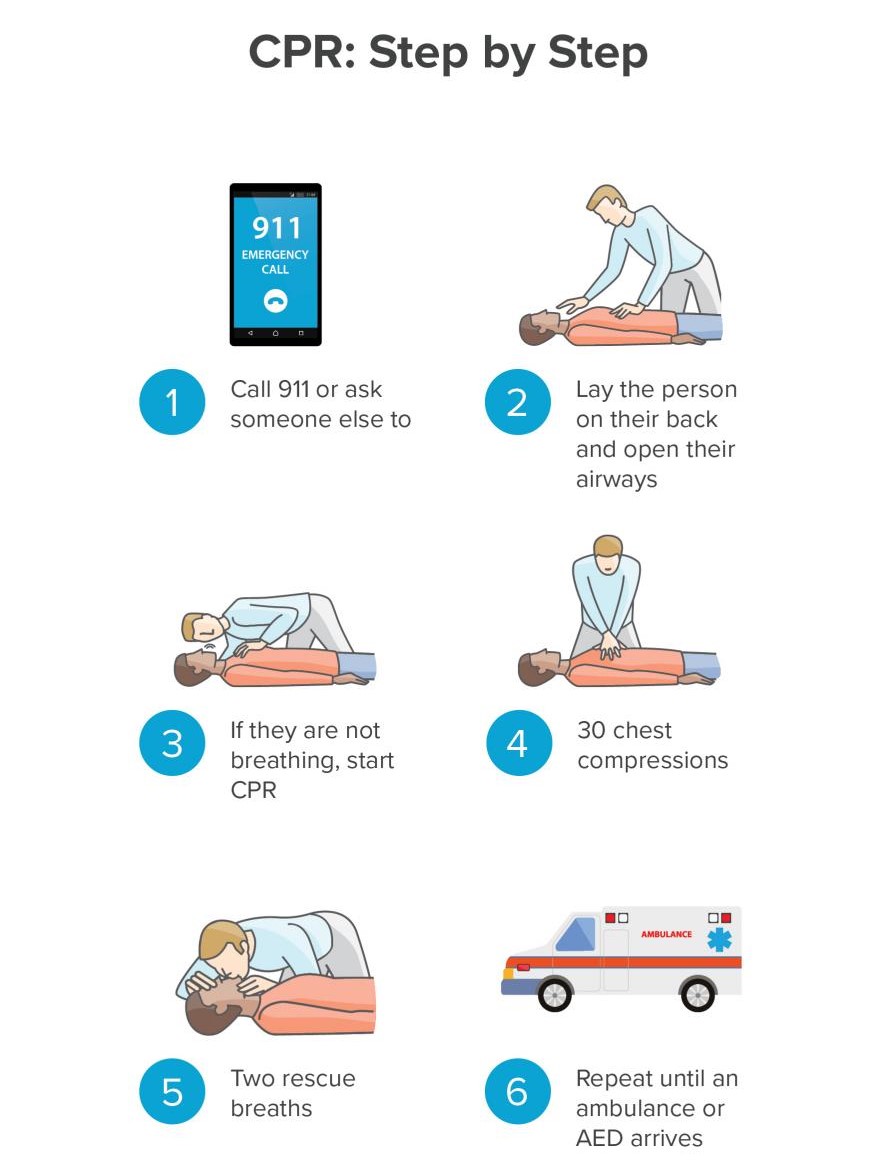 CPR: Step by Step
911
EMERGENCY
CALL
1
Call 911 or ask
someone else to
2
Lay the person
on their back
and open their
airways
3
If they are not
breathing, start
CPR
4
30 chest
compressions
5
Two rescue
breaths
AMBULANCE
6
Repeat until an
ambulance or
AED arrives